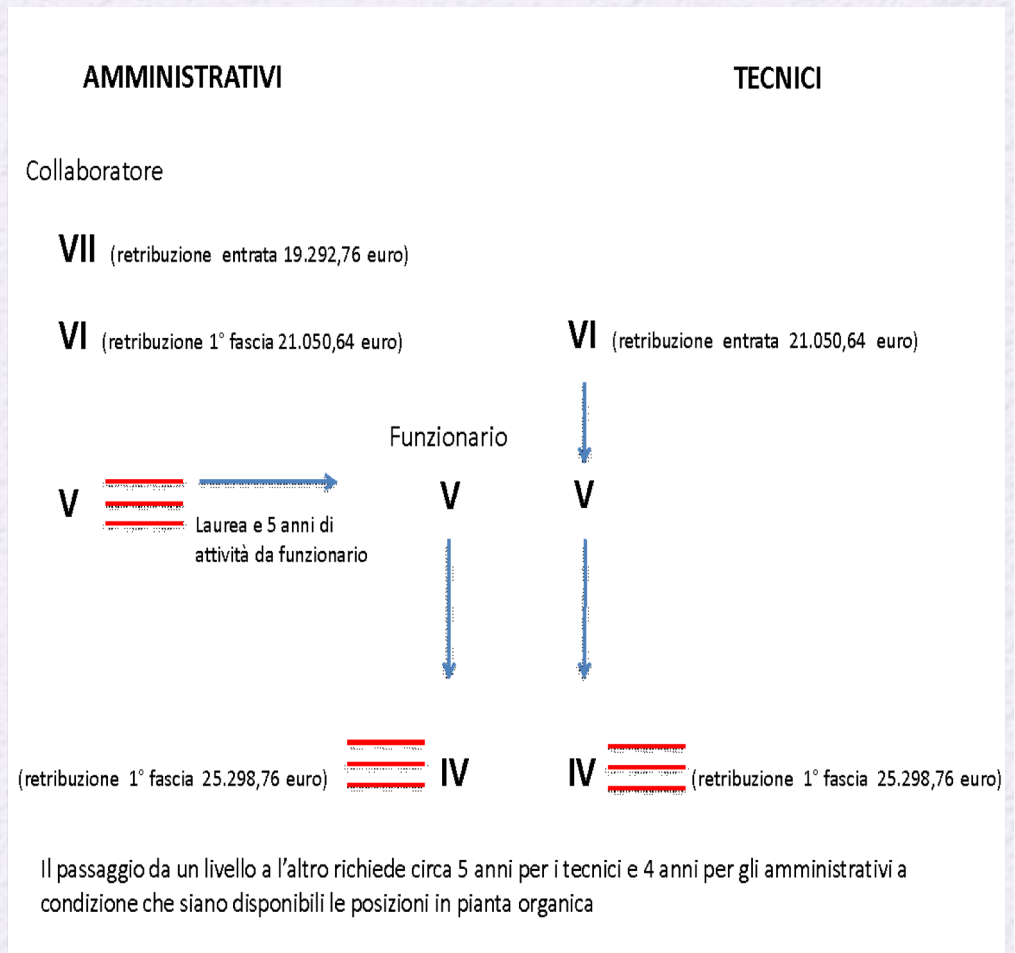 AMMINISTRATIVI
TECNICI
Collaboratore
VII (retribuzione entrata 19.292,76 euro)
VI (retribuzione 1° fascia 21.050,64 euro)
VI (retribuzione entrata 21.050,64 euro)
Funzionario
V
V
V
Laurea e 5 anni di
attività da funzionario
(retribuzione 1° fascia 25.298,76 euro)
IV
IV
(retribuzione 1° fascia 25.298,76 euro)
Il passaggio da un livello a l'altro richiede circa 5 anni per i tecnici e 4 anni per gli amministrativi a
condizione che siano disponibili le posizioni in pianta organica